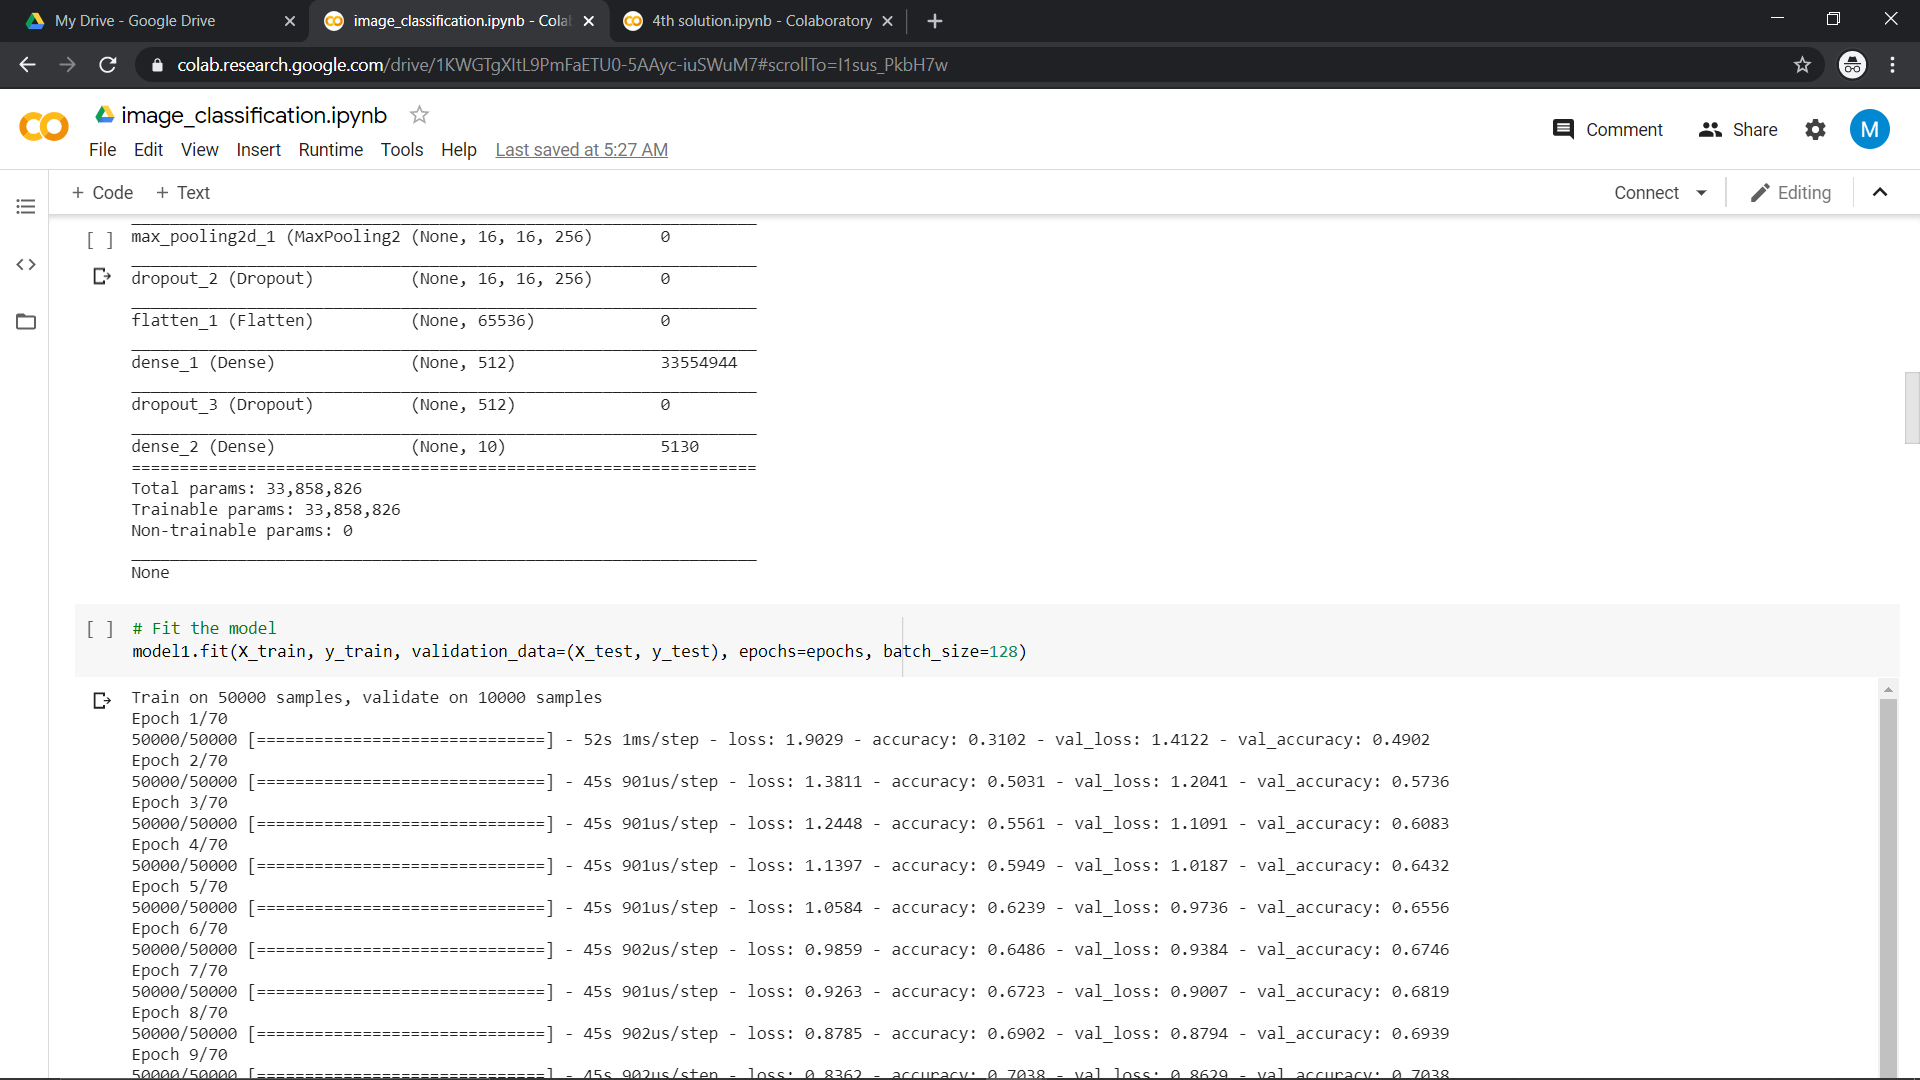 My Drive - Google Drive
image_classification.ipynb - Cola
4th solution.ipynb - Colaboratory
colab.research.google.com/drive/1KWGTgXItL9PmFaETU0-5AAyc-iuSWuM7#scrollTo=I1sus_PkbH7w
image_classification.ipynb
Comment
Share
M
File Edit View Insert Runtime Tools Help Last saved at 5:27 AM
+ Code + Text
Connect
Editing
[ ]
max_pooling2d_1 (MaxPooling2 (None, 16, 16, 256) 0
dropout_2 (Dropout) (None, 16, 16, 256) 0
flatten_1 (Flatten) (None, 65536) 0
dense_1 (Dense) (None, 512) 33554944
dropout_3 (Dropout) (None, 512) 0
dense_2 (Dense) (None, 10) 5130
=================================================================
Total params: 33,858,826
Trainable params: 33,858,826
Non-trainable params: 0
_________________________________________________________________
None
[ ] # Fit the model
model1.fit(X_train, y_train, validation_data=(X_test, y_test), epochs=epochs, batch_size=128)
Train on 50000 samples, validate on 10000 samples
Epoch 1/70
50000/50000 [==============================] - 52s 1ms/step - loss: 1.9029 - accuracy: 0.3102 - val_loss: 1.4122 - val_accuracy: 0.4902
Epoch 2/70
50000/50000 [==============================] - 45s 901us/step - loss: 1.3811 - accuracy: 0.5031 - val_loss: 1.2041 - val_accuracy: 0.5736
Epoch 3/70
50000/50000 [==============================] - 45s 901us/step - loss: 1.2448 - accuracy: 0.5561 - val_loss: 1.1091 - val_accuracy: 0.6083
Epoch 4/70
50000/50000 [==============================] - 45s 901us/step - loss: 1.1397 - accuracy: 0.5949 - val_loss: 1.0187 - val_accuracy: 0.6432
Epoch 5/70
50000/50000 [==============================] - 45s 901us/step - loss: 1.0584 - accuracy: 0.6239 - val_loss: 0.9736 - val_accuracy: 0.6556
Epoch 6/70
50000/50000 [==============================] - 45s 902us/step - loss: 0.9859 - accuracy: 0.6486 - val_loss: 0.9384 - val_accuracy: 0.6746
Epoch 7/70
50000/50000 [==============================] - 45s 901us/step - loss: 0.9263 - accuracy: 0.6723 - val_loss: 0.9007 - val_accuracy: 0.6819
Epoch 8/70
50000/50000 [==============================] - 45s 902us/step - loss: 0.8785 - accuracy: 0.6902 - val_loss: 0.8794 - val_accuracy: 0.6939
Epoch 9/70
50000/50000 [==============================] - 45s 902us/step - loss: 0.8362 - accuracy: 0.7038 - val_loss: 0.8629 - val_accuracy: 0.7038